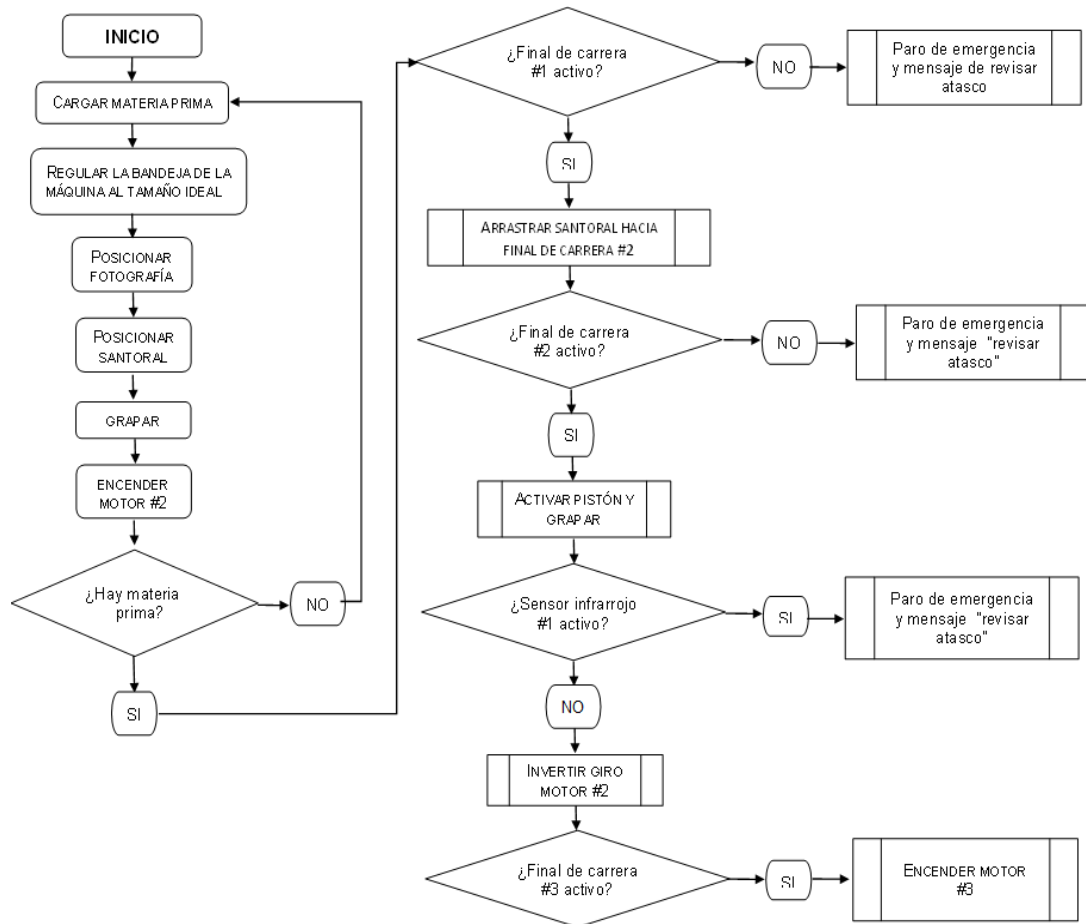 INICIO
CARGAR MATERIA PRIMA
REGULAR LA BANDEJA DE LA
MÁQUINA AL TAMAÑO IDEAL
POSICIONAR
FOTOGRAFÍA
POSICIONAR
SANTORAL
GRAPAR
ENCENDER
MOTOR #2
¿Hay materia
prima?
NO
SI
¿Final de carrera
#1 activo?
NO
Paro de emergencia
y mensaje de revisar
atasco
SI
ARRASTRAR SANTORAL HACIA
FINAL DE CARRERA #2
¿Final de carrera
#2 activo?
NO
Paro de emergencia
y mensaje "revisar
atasco"
SI
ACTIVAR PISTÓN Y
GRAPAR
¿Sensor infrarrojo
#1 activo?
SI
Paro de emergencia
y mensaje "revisar
atasco"
NO
INVERTIR GIRO
MOTOR #2
¿Final de carrera
#3 activo?
SI
ENCENDER MOTOR
#3